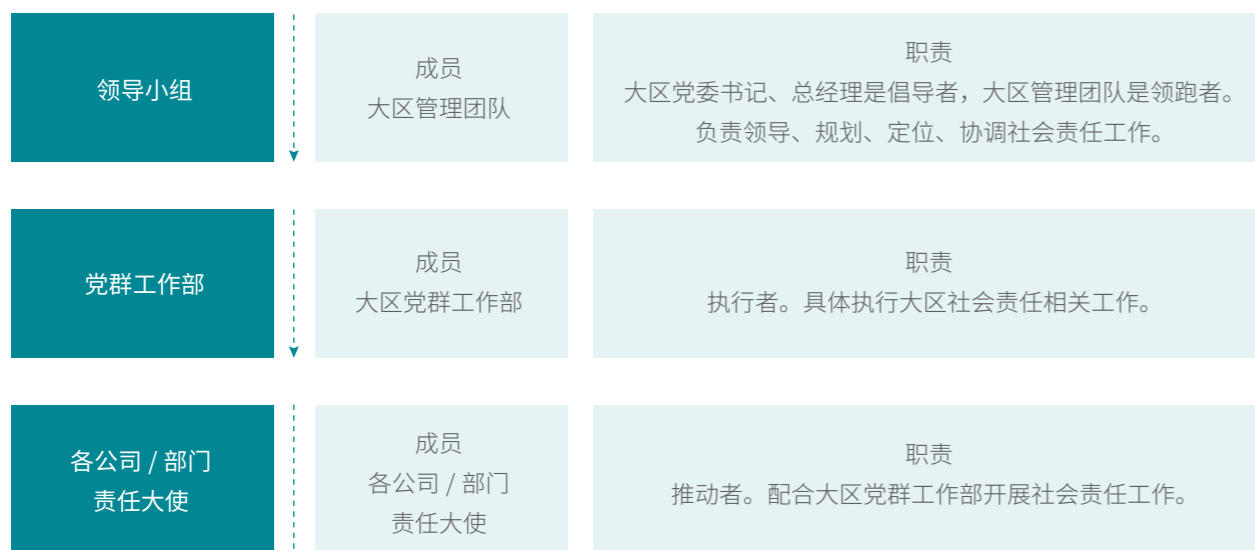 领导小组
成员
大区管理团队
职责
大区党委书记、总经理是倡导者，大区管理团队是领跑者。
负责领导、规划、定位、协调社会责任工作。
党群工作部
成员
大区党群工作部
职责
执行者。具体执行大区社会责任相关工作。
各公司 / 部门
责任大使
成员
各公司 / 部门
责任大使
职责
推动者。配合大区党群工作部开展社会责任工作。